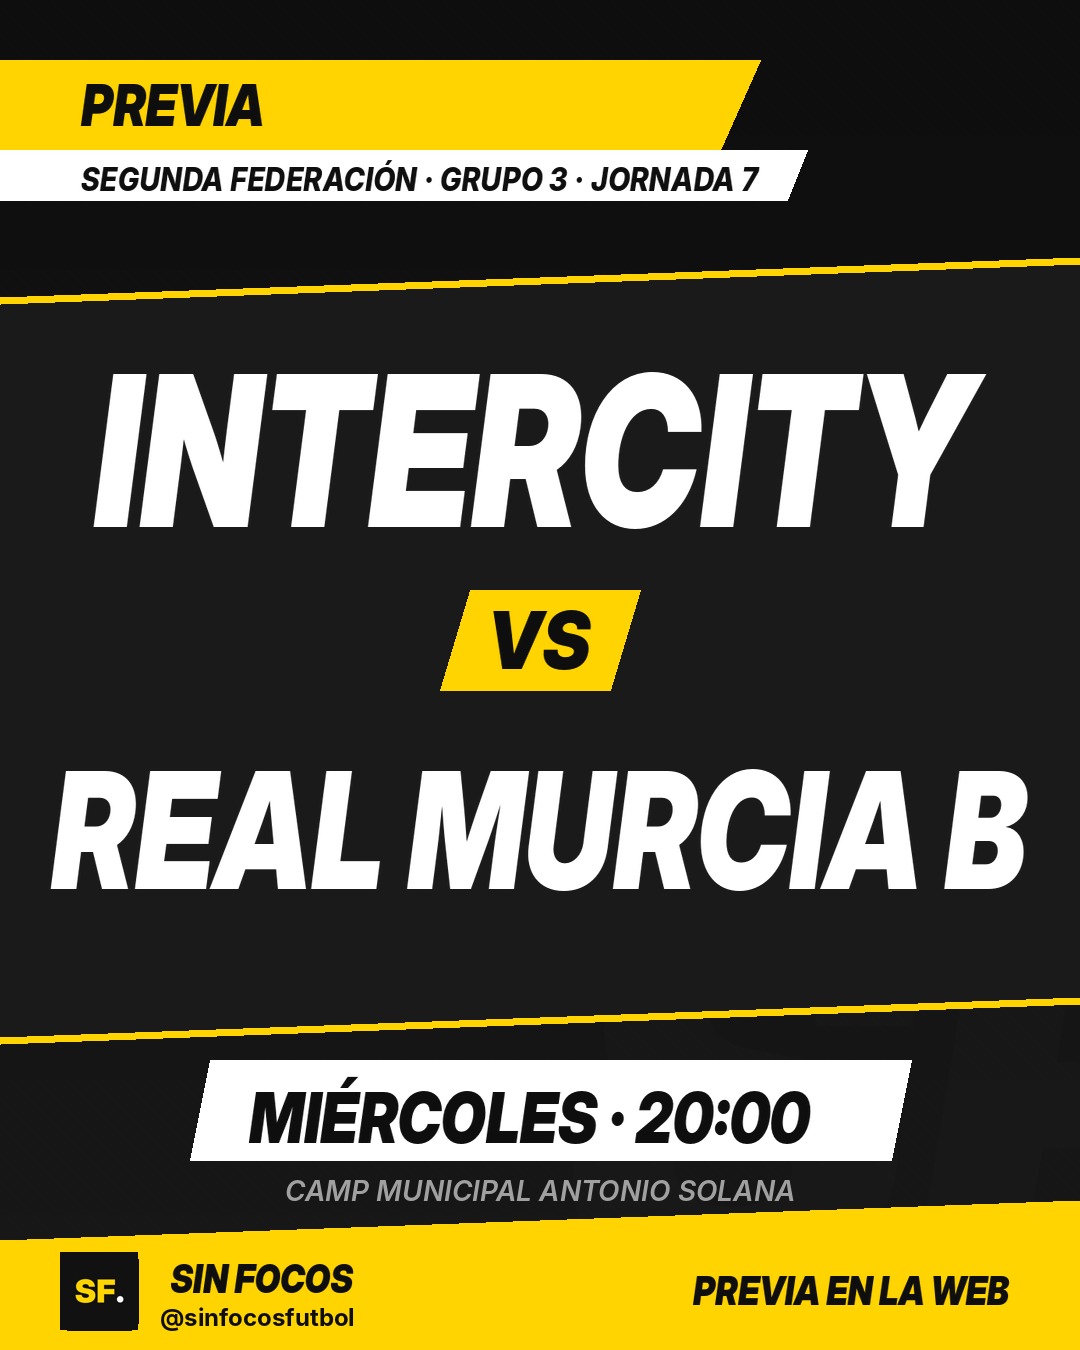 PREVIA
SEGUNDA FEDERACIÓN · GRUPO 3 · JORNADA 7
INTERCITY
VS
REAL MURCIA B
MIÉRCOLES · 20:00
CAMP MUNICIPAL ANTONIO SOLANA
SF.
SIN FOCOS
@sinfocosfutbol
PREVIA EN LA WEB